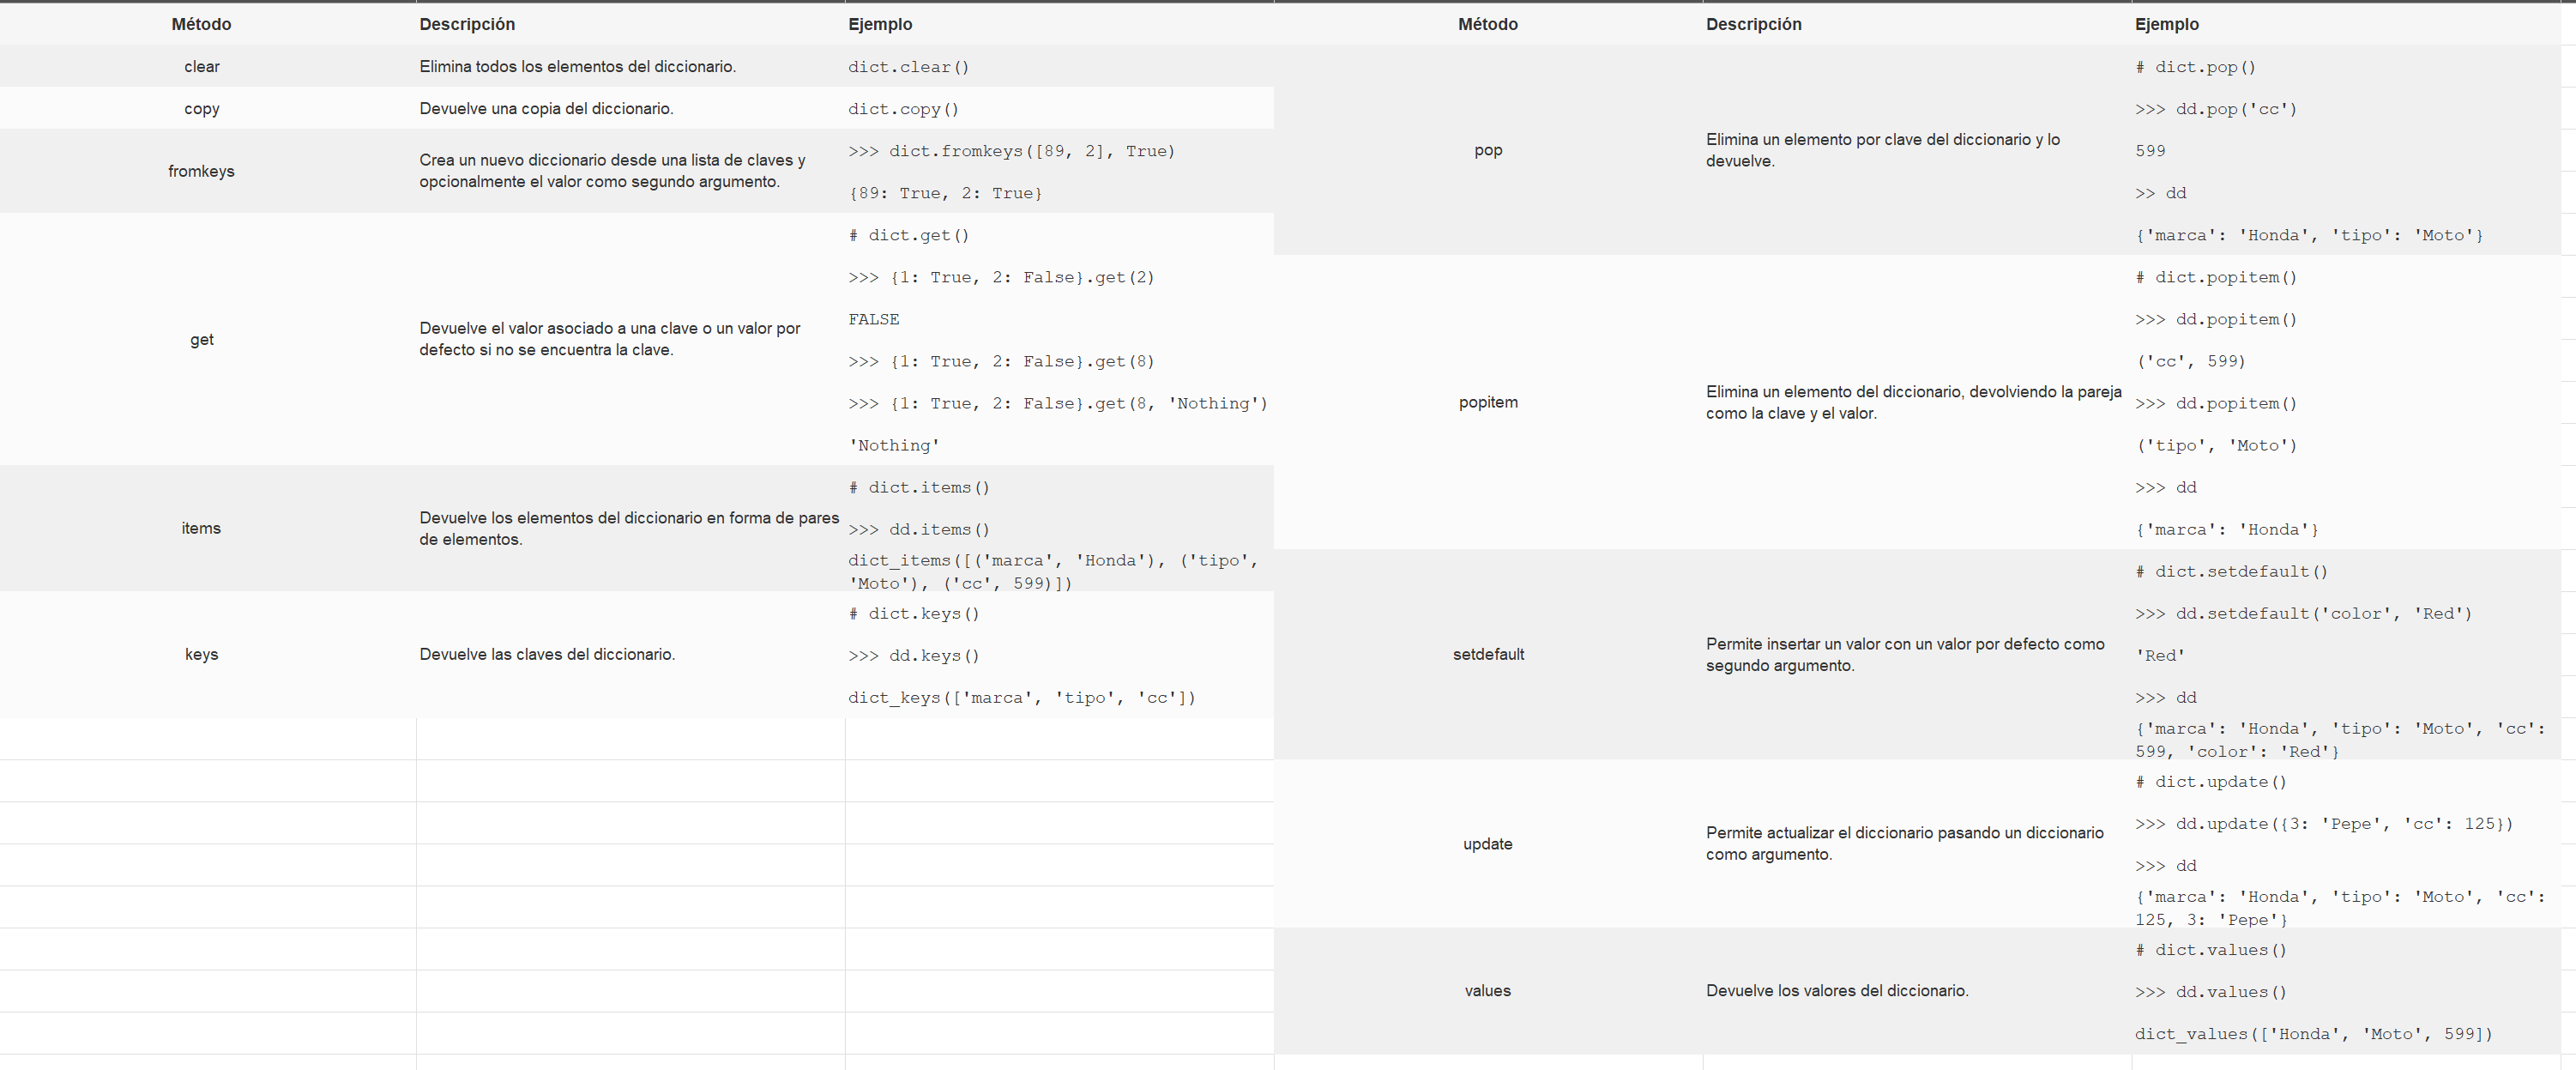 Método Descripción Ejemplo
clear Elimina todos los elementos del diccionario. dict.clear()
copy Devuelve una copia del diccionario. dict.copy()
fromkeys
Crea un nuevo diccionario desde una lista de claves y
opcionalmente el valor como segundo argumento.
>>> dict.fromkeys([89, 2], True)
{89: True, 2: True}
get
Devuelve el valor asociado a una clave o un valor por
defecto si no se encuentra la clave.
# dict.get()
>>> {1: True, 2: False}.get(2)
FALSE
>>> {1: True, 2: False}.get(8)
>>> {1: True, 2: False}.get(8, 'Nothing')
'Nothing'
items
Devuelve los elementos del diccionario en forma de pares
de elementos.
# dict.items()
>>> dd.items()
dict_items([('marca', 'Honda'), ('tipo',
'Moto'), ('cc', 599)])
keys
Devuelve las claves del diccionario.
# dict.keys()
>>> dd.keys()
dict_keys(['marca', 'tipo', 'cc'])
Método Descripción Ejemplo
pop
Elimina un elemento por clave del diccionario y lo
devuelve.
# dict.pop()
>>> dd.pop('cc')
599
>> dd
{'marca': 'Honda', 'tipo': 'Moto'}
popitem
Elimina un elemento del diccionario, devolviendo la pareja
como la clave y el valor.
# dict.popitem()
>>> dd.popitem()
('cc', 599)
>>> dd.popitem()
('tipo', 'Moto')
>>> dd
{'marca': 'Honda'}
setdefault
Permite insertar un valor con un valor por defecto como
segundo argumento.
# dict.setdefault()
>>> dd.setdefault('color', 'Red')
'Red'
>>> dd
{'marca': 'Honda', 'tipo': 'Moto', 'cc':
599, 'color': 'Red'}
update
Permite actualizar el diccionario pasando un diccionario
como argumento.
# dict.update()
>>> dd.update({3: 'Pepe', 'cc': 125})
>>> dd
{'marca': 'Honda', 'tipo': 'Moto', 'cc':
125, 3: 'Pepe'}
values
Devuelve los valores del diccionario.
# dict.values()
>>> dd.values()
dict_values(['Honda', 'Moto', 599])